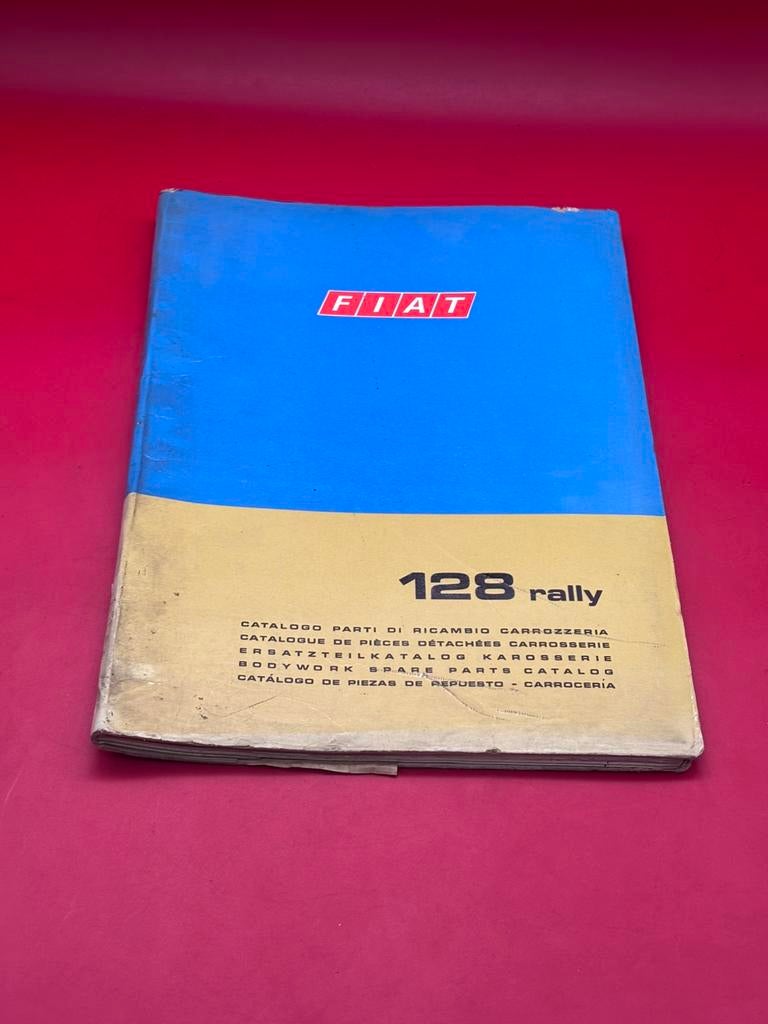 FIAT
128 rally
CATALOGO PARTI DI RICAMBIO CARROZZERIA
CATALOGUE DE PIÈCES DÉTACHÉES CARROSSERIE
ERSATZTEILKATALOG KAROSSERIE
BODYWORK SPARE PARTS CATALOG
CATÁLOGO DE PIEZAS DE REPUESTO - CARROCERÍA